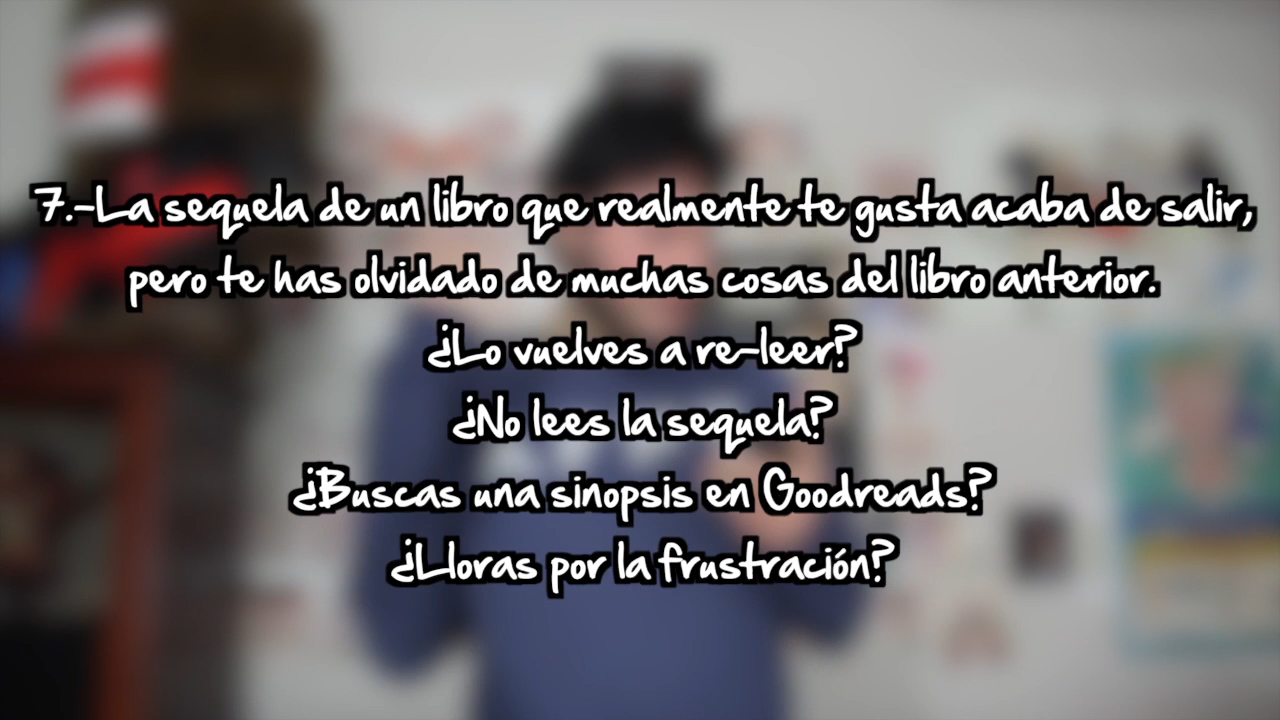 7.-La sequela de un libro que realmente te gusta acaba de salir,
pero te has olvidado de muchas cosas del libro anterior.
¿Lo vuelves a re-leer?
¿No lees la sequela?
¿Buscas una sinopsis en Goodreads?
¿Lloras por la frustración?